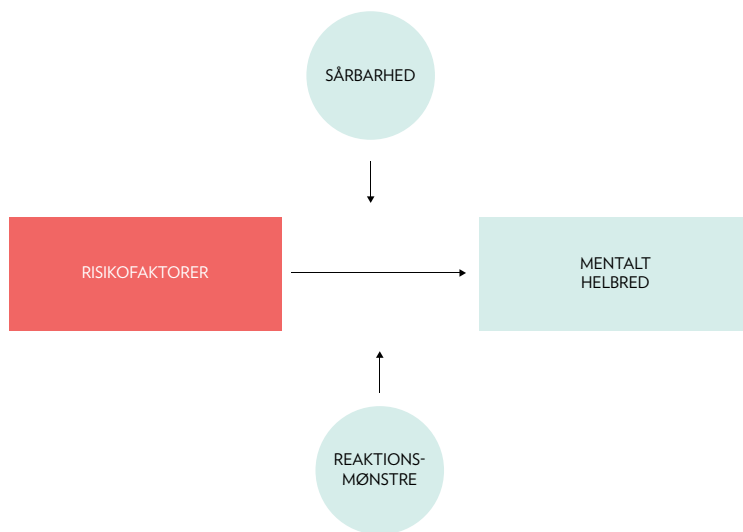 SÅRBARHED
RISIKOFAKTORER
MENTALT
HELBRED
REAKTIONS-
MØNSTRE